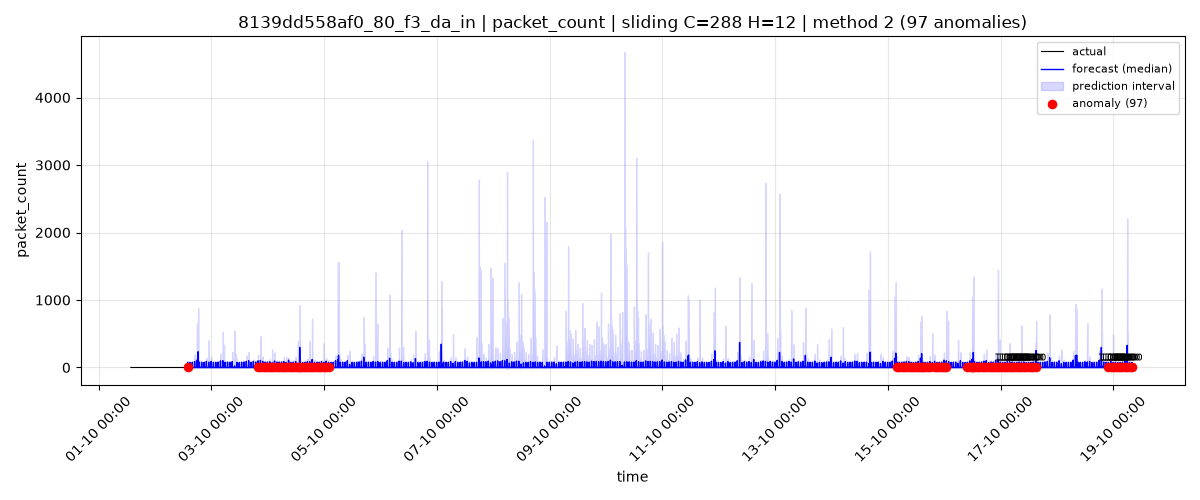 8139dd558af0_80_f3_da_in | packet_count | sliding C=288 H=12 | method 2 (97 anomalies)
actual
forecast (median)
prediction interval
anomaly (97)
packet_count
4000
3000
2000
1000
0
01-10 00:00
03-10 00:00
05-10 00:00
07-10 00:00
09-10 00:00
11-10 00:00
13-10 00:00
15-10 00:00
17-10 00:00
19-10 00:00
time